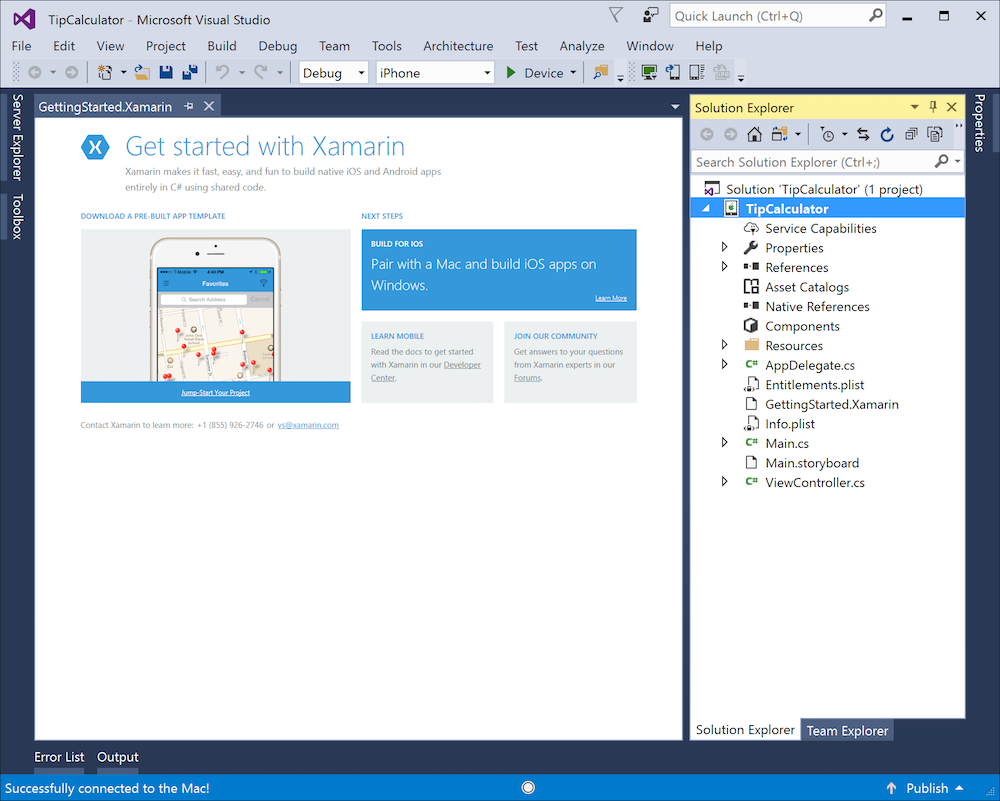 TipCalculator - Microsoft Visual Studio
Quick Launch (Ctrl+Q)
File Edit View Project Build Debug Team Tools Architecture Test Analyze Window Help
Debug iPhone Device
Server Explorer
Toolbox
GettingStarted.Xamarin
Get started with Xamarin
Xamarin makes it fast, easy, and fun to build native iOS and Android apps
entirely in C# using shared code.
DOWNLOAD A PRE-BUILT APP TEMPLATE
T-Mobile
4:49 PM
Favorites
Search Address
Cancel
Jump-Start Your Project
NEXT STEPS
BUILD FOR IOS
Pair with a Mac and build iOS apps on
Windows.
Learn More
LEARN MOBILE
Read the docs to get started
with Xamarin in our Developer
Center.
JOIN OUR COMMUNITY
Get answers to your questions
from Xamarin experts in our
Forums.
Contact Xamarin to learn more: +1 (855) 926-2746 or vs@xamarin.com
Solution Explorer
Search Solution Explorer (Ctrl+;)
Solution 'TipCalculator' (1 project)
TipCalculator
Service Capabilities
Properties
References
Asset Catalogs
Native References
Components
Resources
C# AppDelegate.cs
Entitlements.plist
GettingStarted.Xamarin
Info.plist
C# Main.cs
Main.storyboard
C# ViewController.cs
Solution Explorer Team Explorer
Properties
Error List Output
Successfully connected to the Mac!
Publish